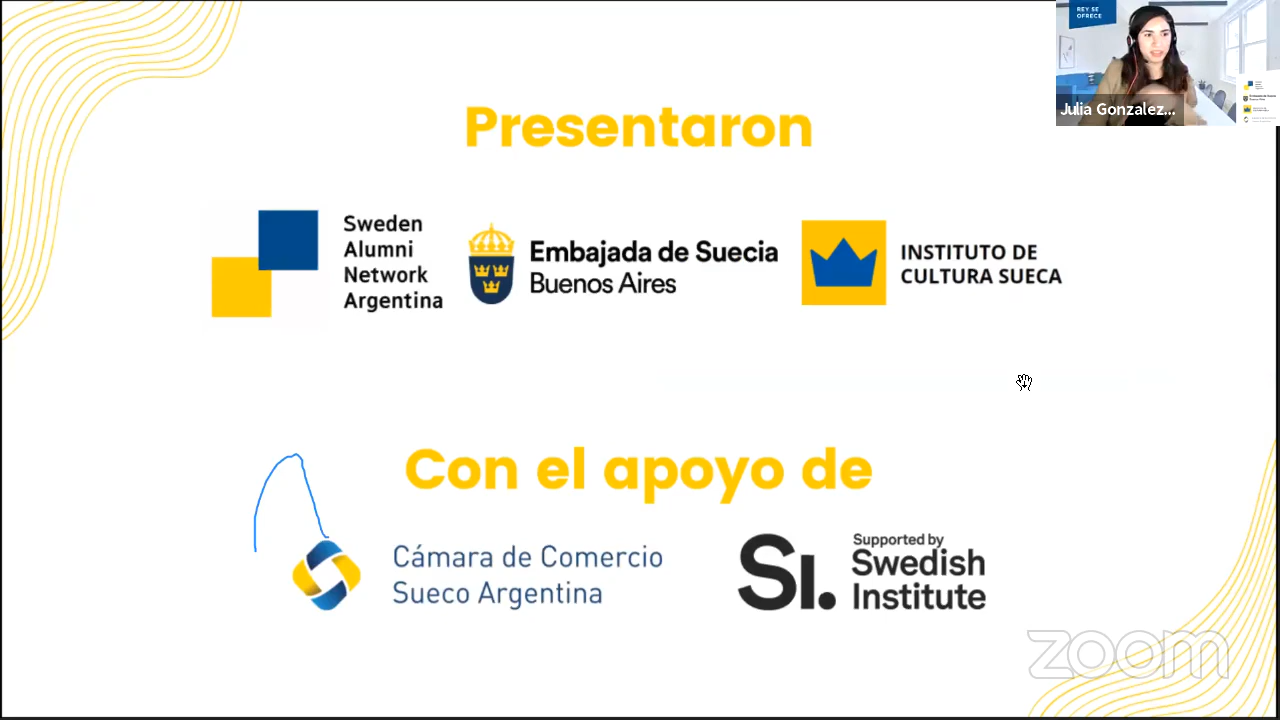 REY SE
OFRECE
Julia Gonzalez...
Presentaron
Sweden
Alumni
Network
Argentina
Embajada de Suecia
Buenos Aires
INSTITUTO DE
CULTURA SUECA
Con el apoyo de
Cámara de Comercio
Sueco Argentina
SI.
Supported by
Swedish
Institute
zoom